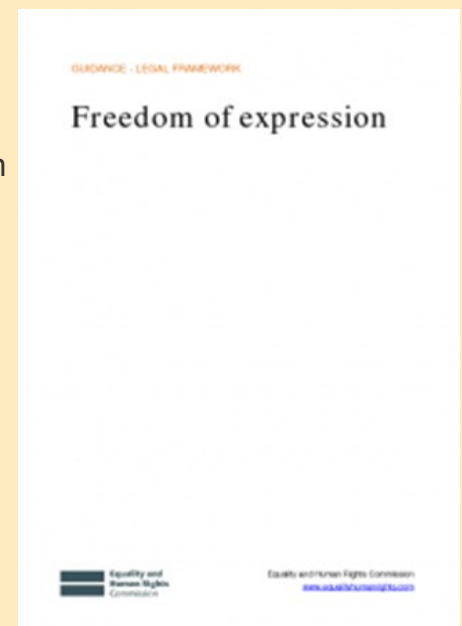 GUIDANCE - LEGAL FRAMEWORK
Freedom of expression
Equality and
Human Rights
Commission
Equality and Human Rights Commission
www.equalityhumanrights.com